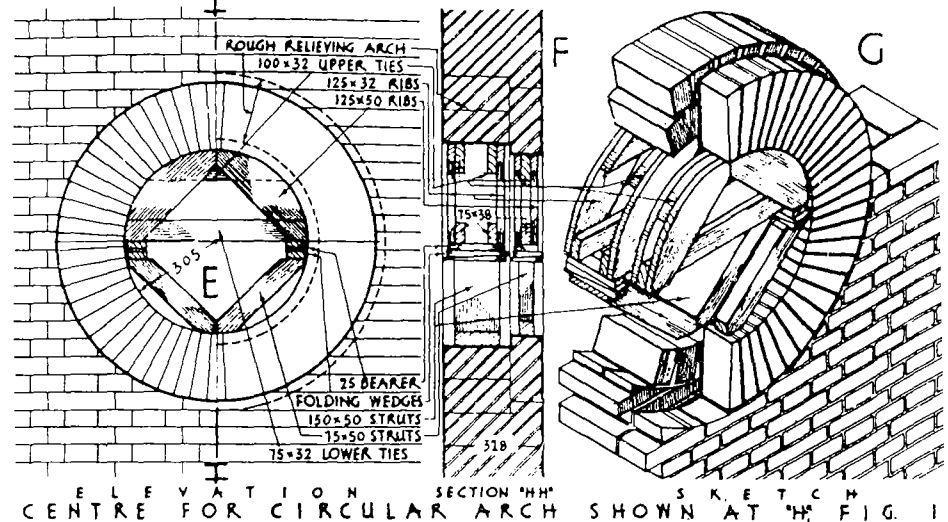 ROUGH RELIEVING ARCH
100×32 UPPER TIES
125×32 RIBS
125×50 RIBS
F
G
75×38
305
E
25 BEARER
FOLDING WEDGES
150×50 STRUTS
75×50 STRUTS
75×32 LOWER TIES
318
ELEVATION
SECTION "HH"
SKETCH
CENTRE FOR CIRCULAR ARCH SHOWN AT "H", FIG. 1